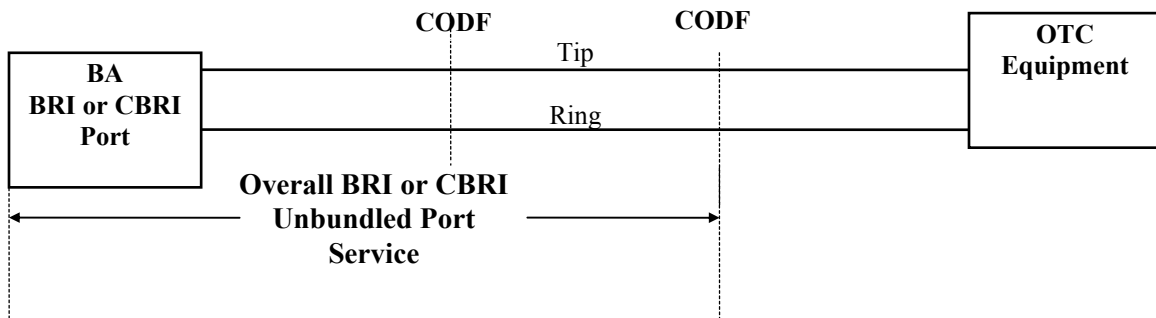 CODF
CODF
BA
BRI or CBRI
Port
Tip
Ring
OTC
Equipment
Overall BRI or CBRI
Unbundled Port
Service